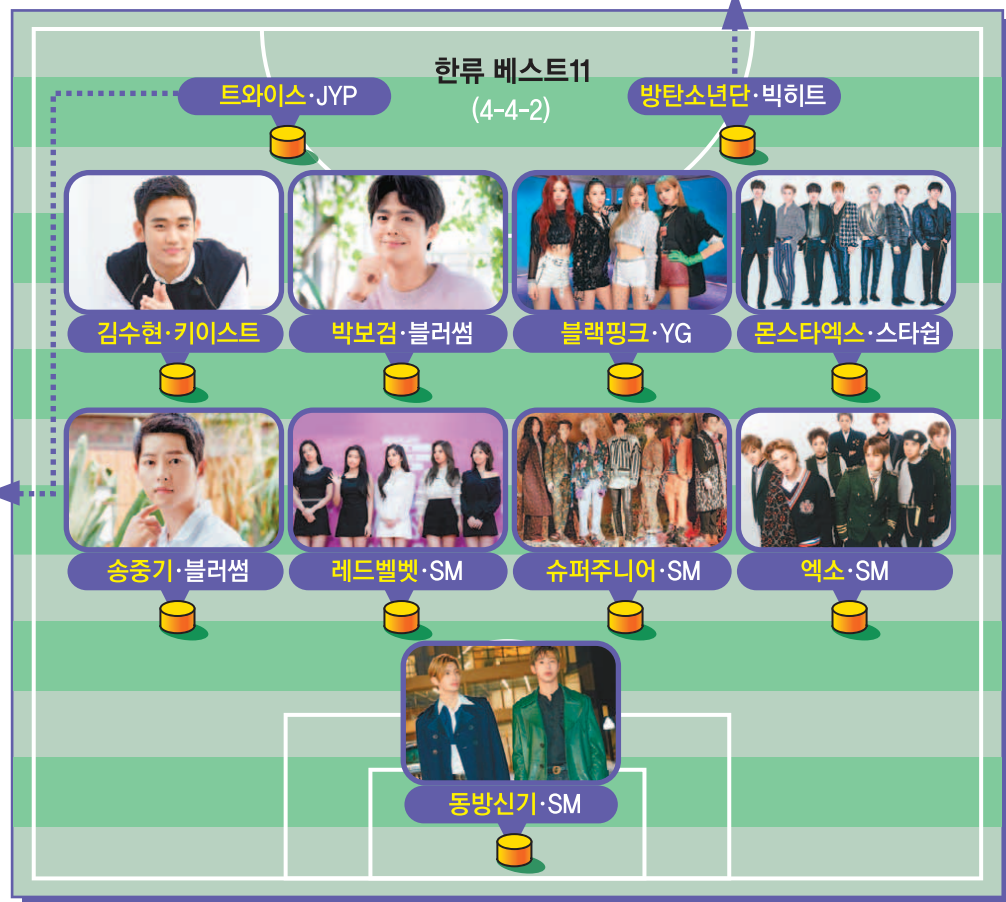 한류 베스트11
(4-4-2)
트와이스·JYP
방탄소년단·빅히트
김수현·키이스트
박보검·블러썸
블랙핑크·YG
몬스타엑스·스타쉽
송중기·블러썸
레드벨벳·SM
슈퍼주니어·SM
엑소·SM
동방신기·SM